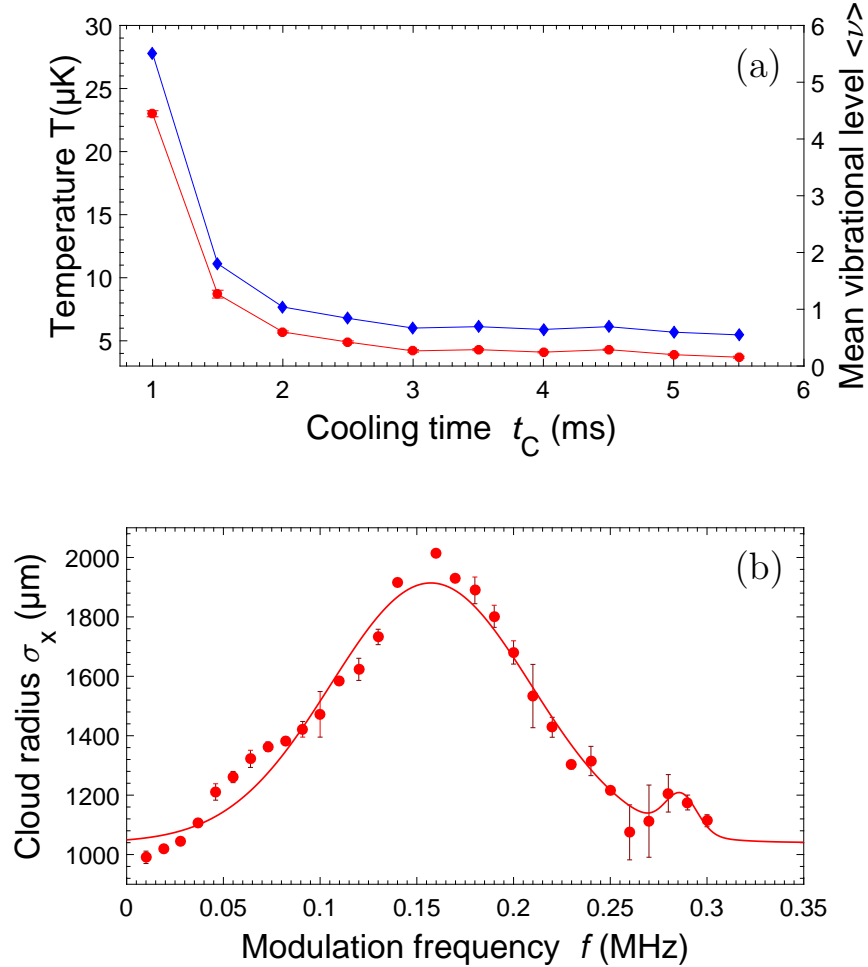 (a)
30
25
20
15
10
5
6
5
4
3
2
1
0
1 2 3 4 5 6
Temperature T(μK)
Mean vibrational level <ν>
Cooling time t_C (ms)
(b)
2000
1800
1600
1400
1200
1000
0 0.05 0.1 0.15 0.2 0.25 0.3 0.35
Cloud radius σ_x (μm)
Modulation frequency f (MHz)